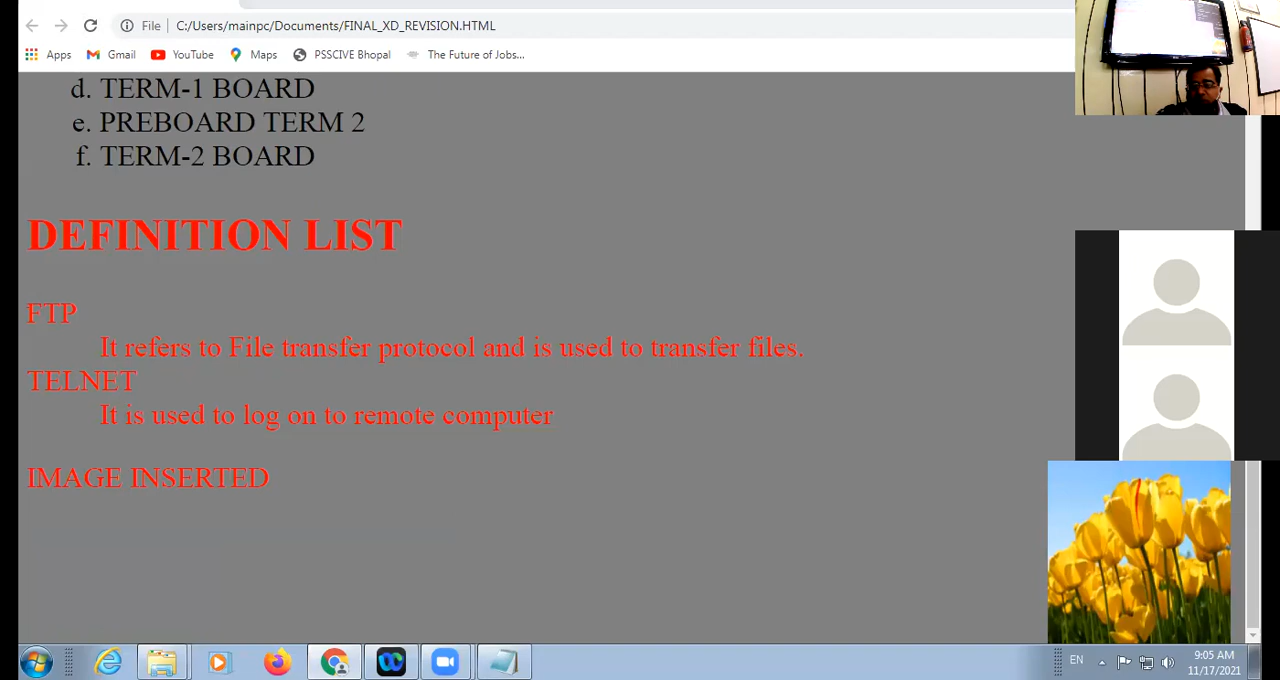 File
C:/Users/mainpc/Documents/FINAL_XD_REVISION.HTML
Apps
Gmail
YouTube
Maps
PSSCIVE Bhopal
The Future of Jobs...
d. TERM-1 BOARD
e. PREBOARD TERM 2
f. TERM-2 BOARD
DEFINITION LIST
FTP
It refers to File transfer protocol and is used to transfer files.
TELNET
It is used to log on to remote computer
IMAGE INSERTED
EN
9:05 AM
11/17/2021